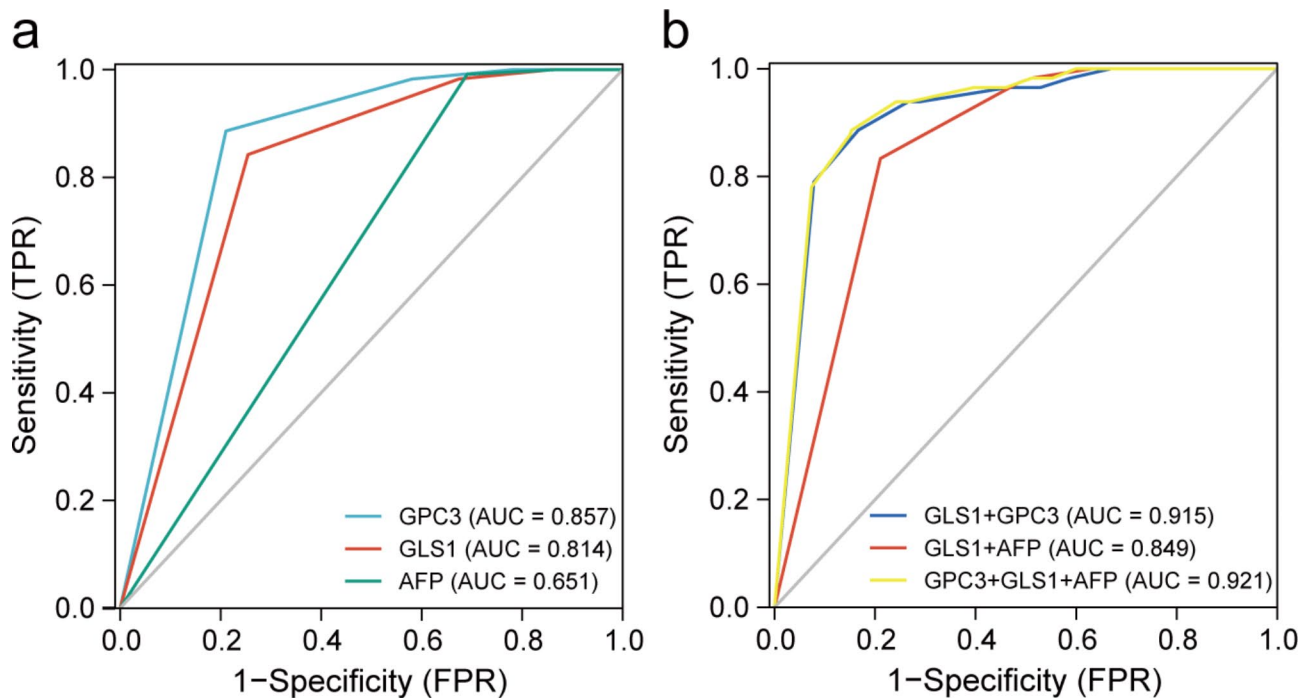 a
1.0
0.8
0.6
0.4
0.2
0.0
Sensitivity (TPR)
GPC3 (AUC = 0.857)
GLS1 (AUC = 0.814)
AFP (AUC = 0.651)
0.0 0.2 0.4 0.6 0.8 1.0
1−Specificity (FPR)
b
1.0
0.8
0.6
0.4
0.2
0.0
Sensitivity (TPR)
GLS1+GPC3 (AUC = 0.915)
GLS1+AFP (AUC = 0.849)
GPC3+GLS1+AFP (AUC = 0.921)
0.0 0.2 0.4 0.6 0.8 1.0
1−Specificity (FPR)